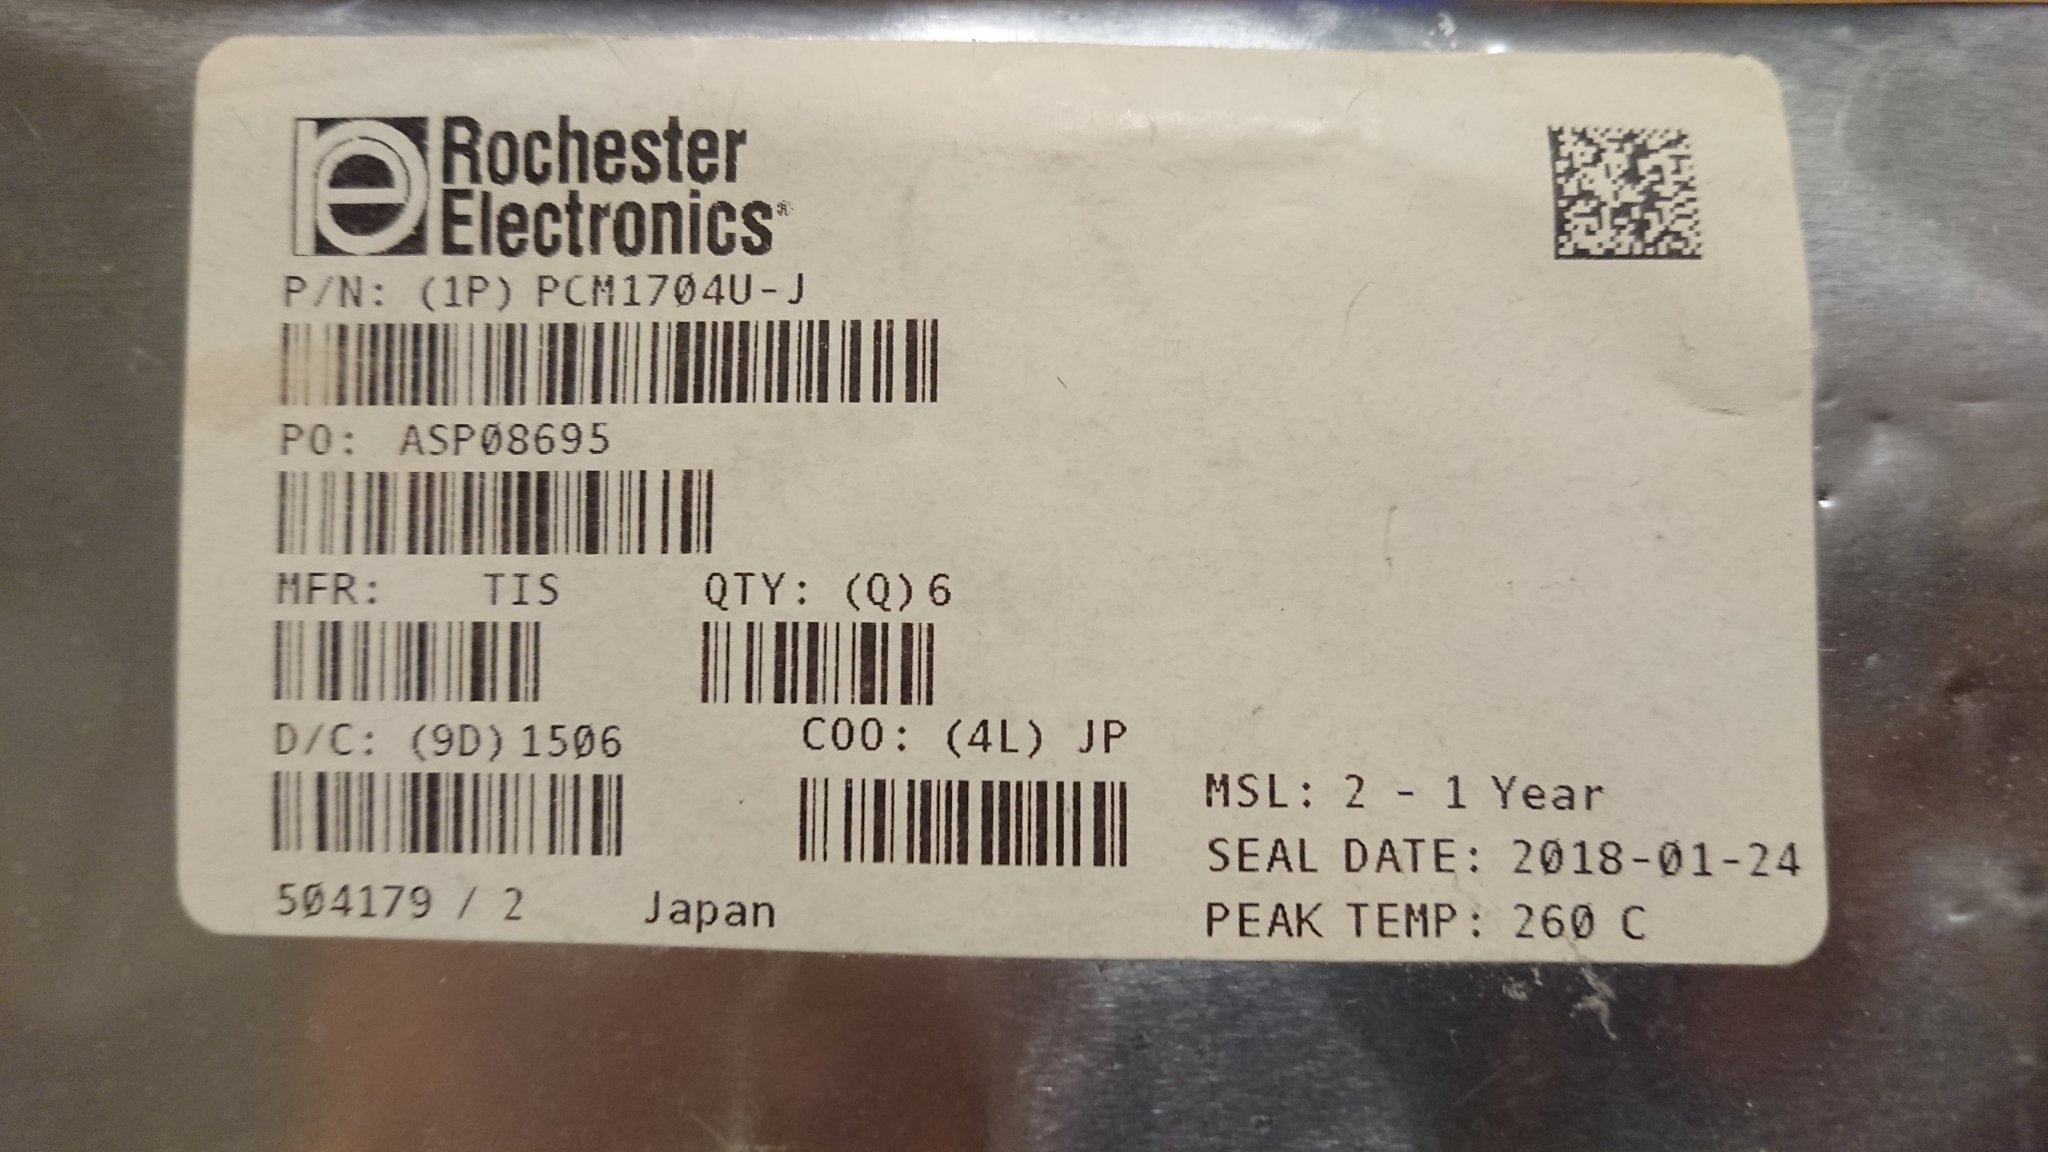 Rochester
Electronics®
P/N: (1P) PCM1704U-J
PO: ASP08695
MFR: TIS QTY: (Q)6
D/C: (9D)1506 COO: (4L) JP
MSL: 2 - 1 Year
SEAL DATE: 2018-01-24
504179 / 2 Japan PEAK TEMP: 260 C